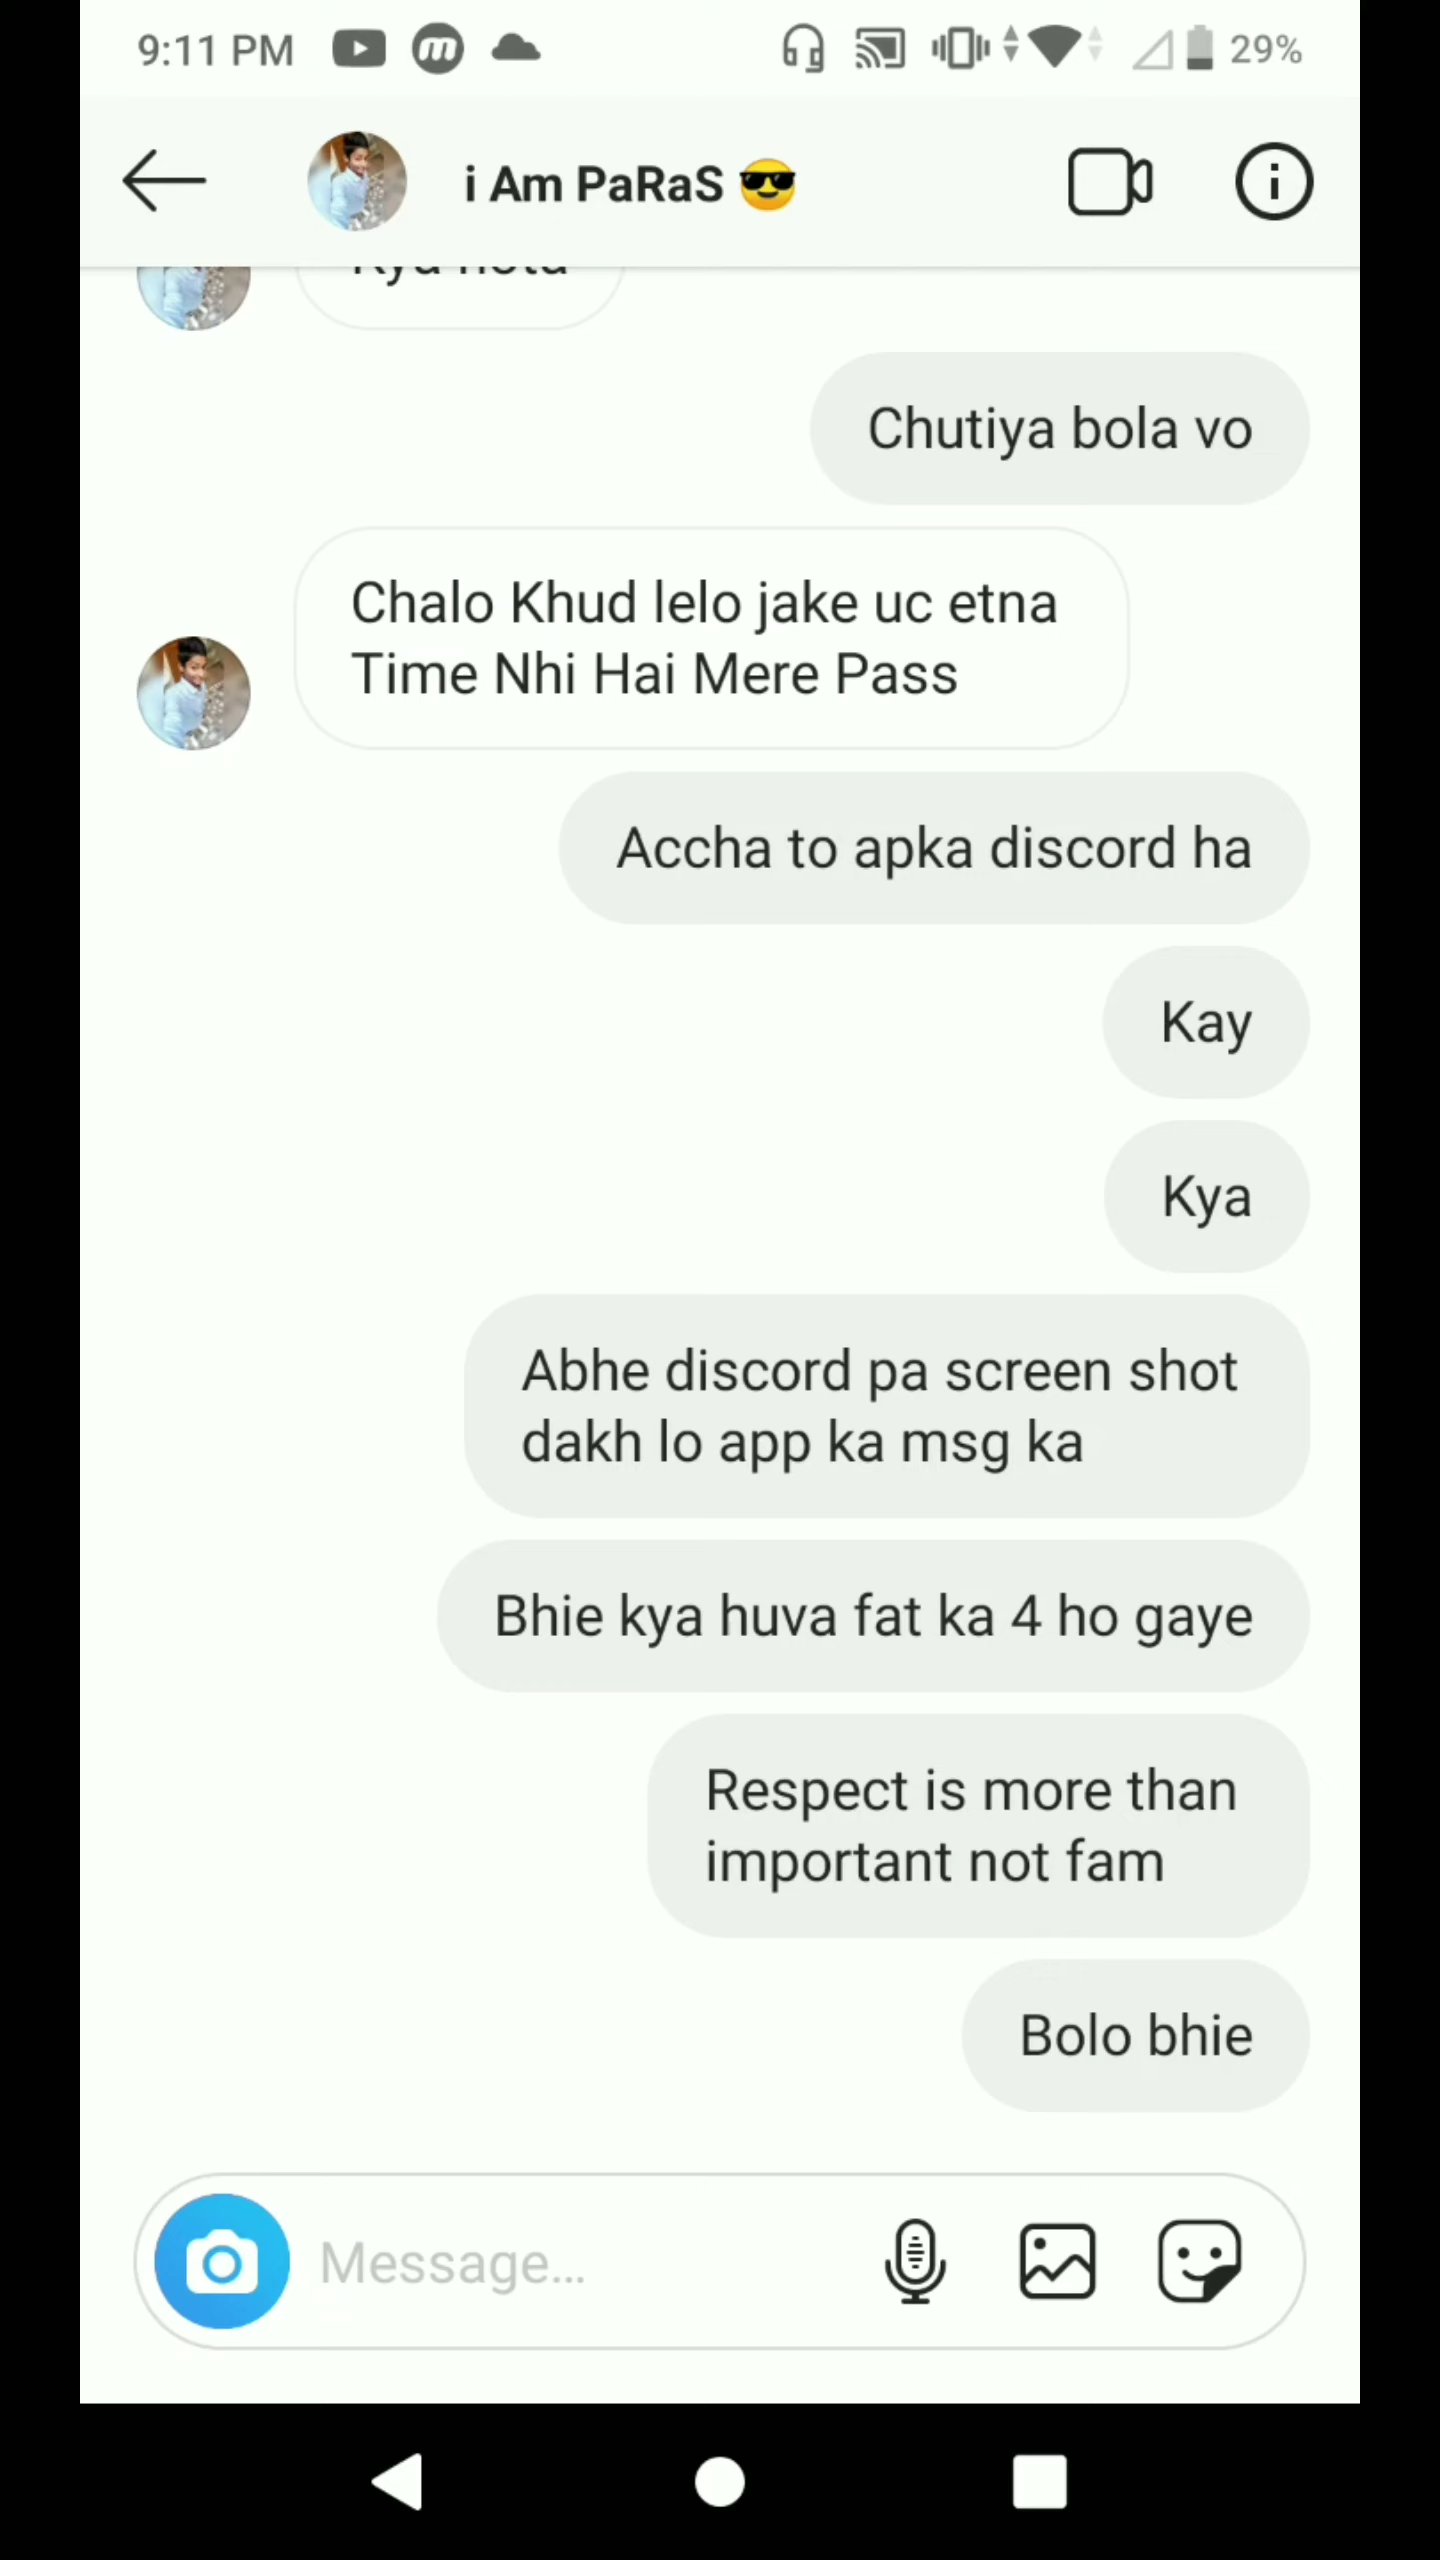 9:11 PM
29%
i Am PaRaS 😎
Chutiya bola vo
Chalo Khud lelo jake uc etna
Time Nhi Hai Mere Pass
Accha to apka discord ha
Kay
Kya
Abhe discord pa screen shot
dakh lo app ka msg ka
Bhie kya huva fat ka 4 ho gaye
Respect is more than
important not fam
Bolo bhie
Message...